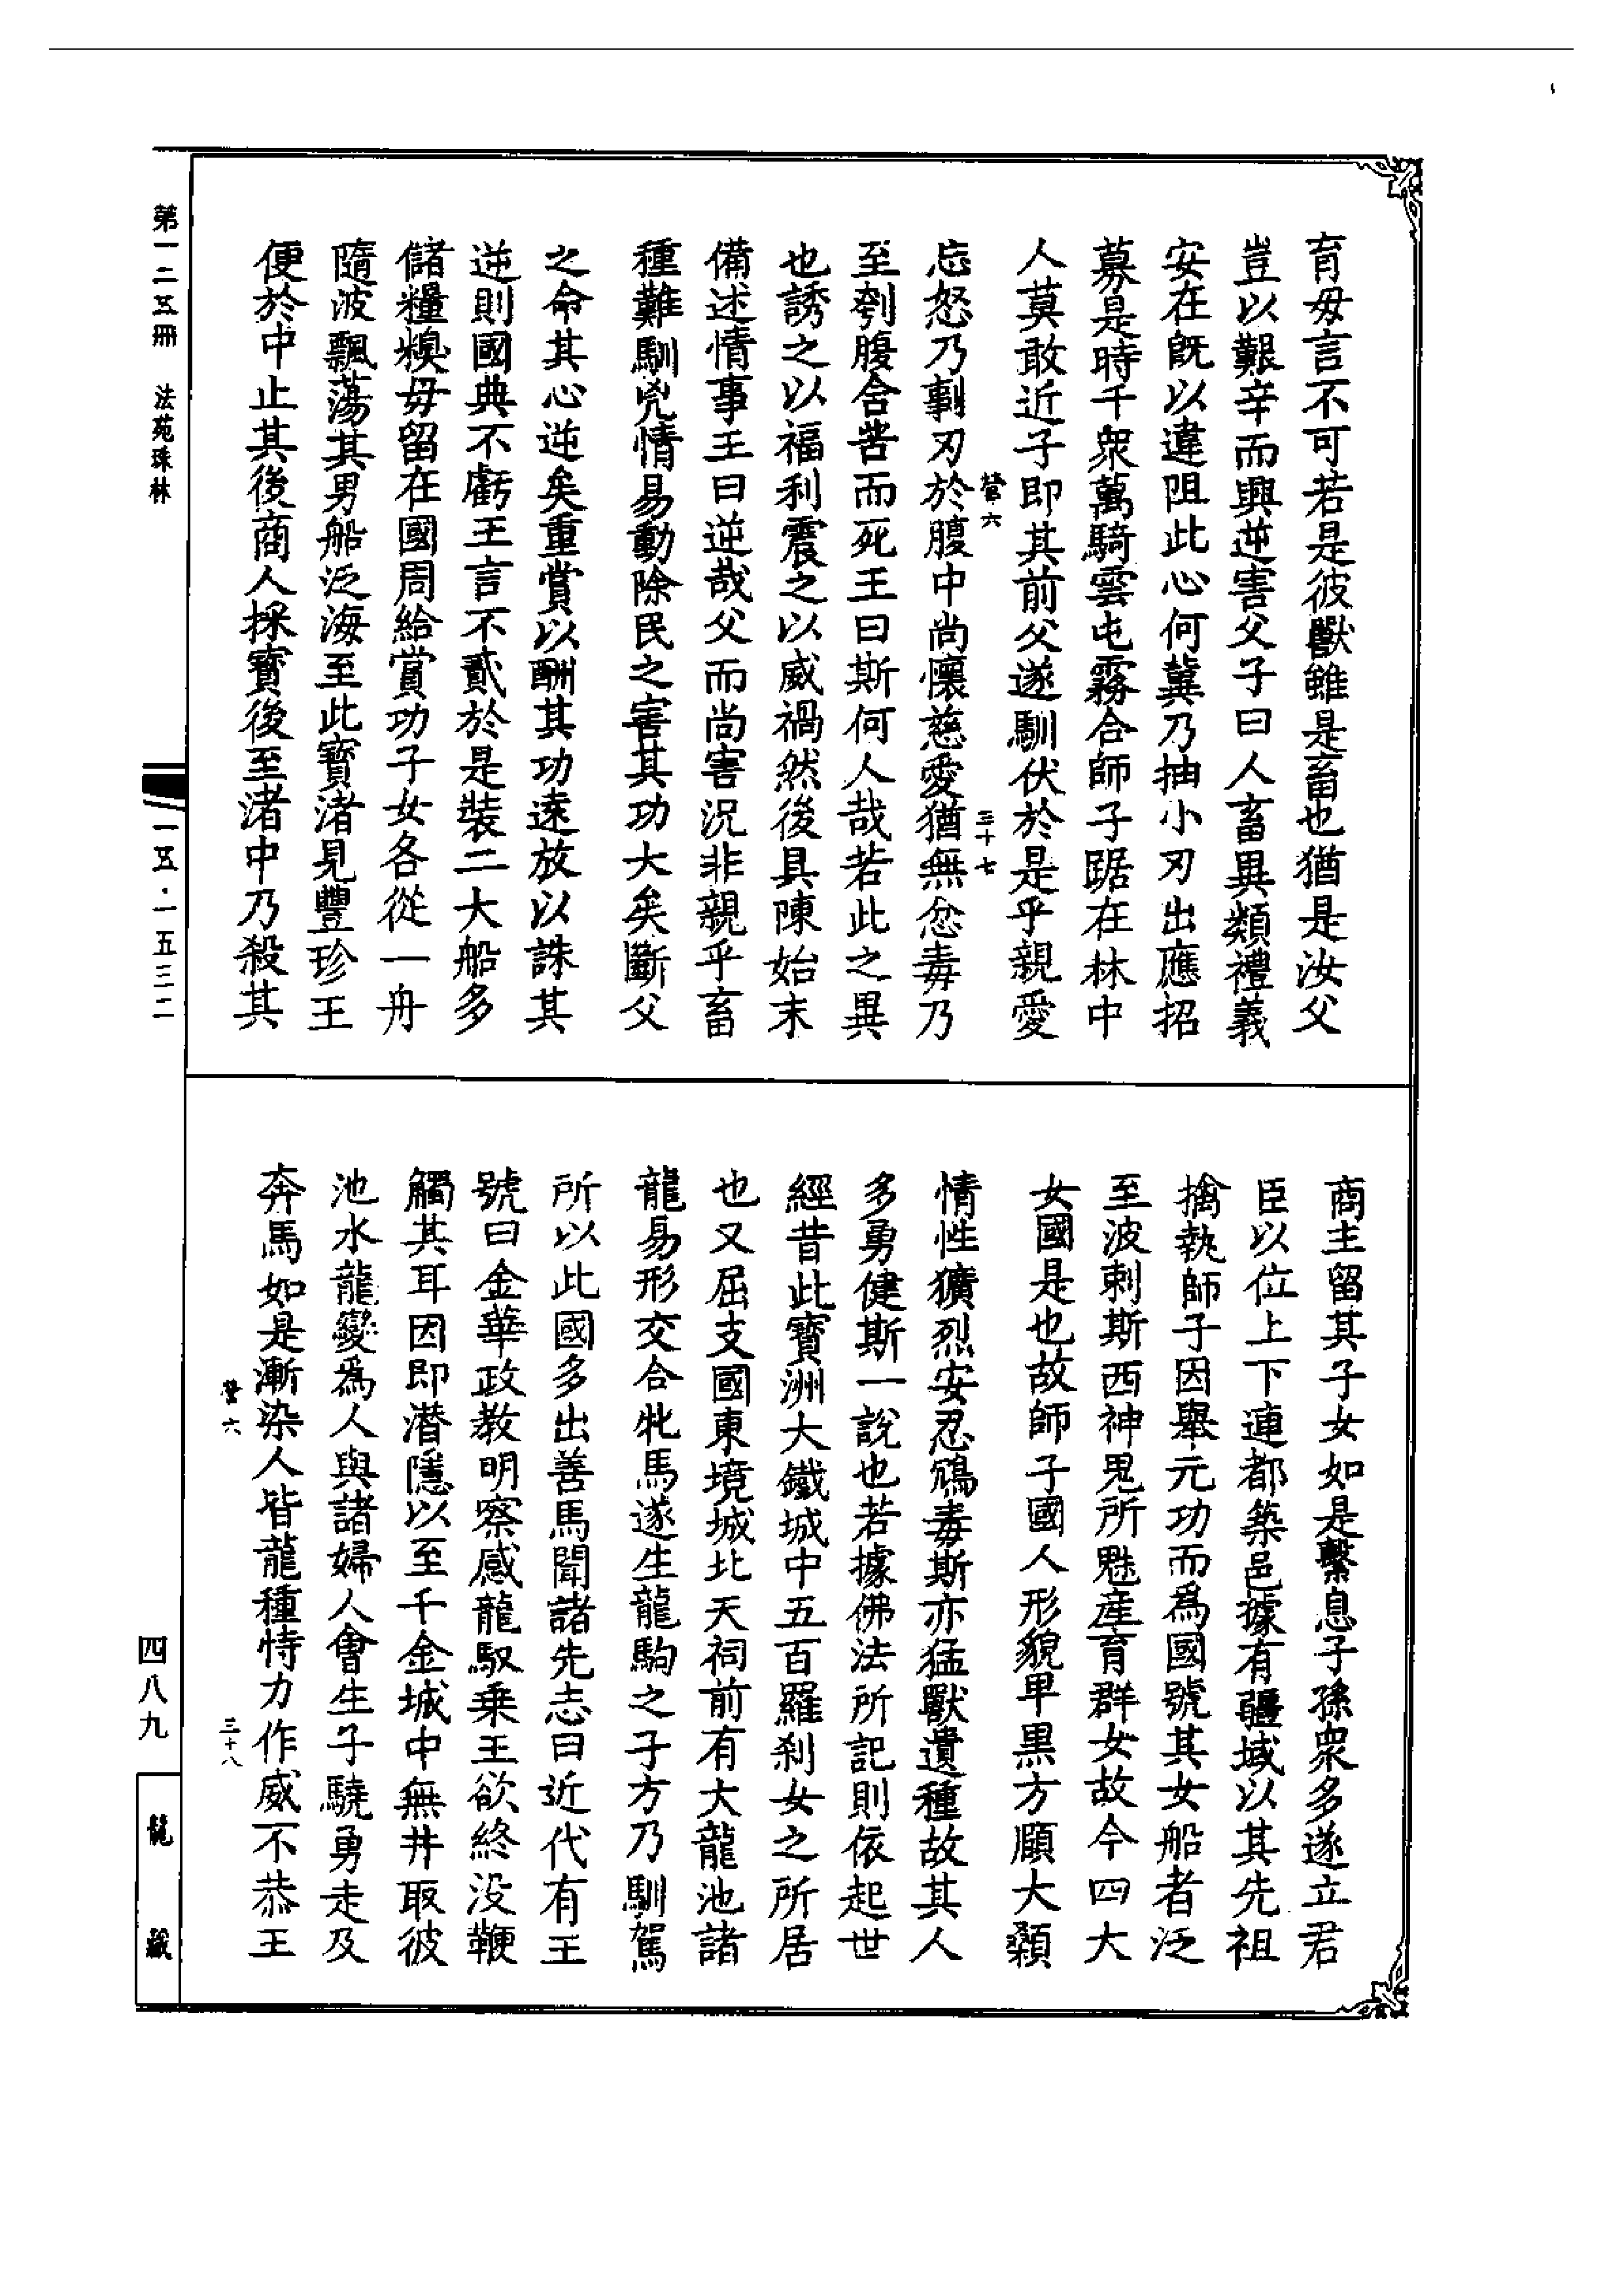 育毋言不可若是彼獸雖是畜也猶是汝父
豈以艱辛而興逆害父子曰人畜異類禮義
安在旣以違阻此心何冀乃抽小刃出應招
募是時千衆萬騎雲屯霧合師子踞在林中
人莫敢近子即其前父遂馴伏於是乎親愛
忘怒乃剚刃於腹中尚懷慈愛猶無忿毒乃
至刳腹含苦而死王曰斯何人哉若此之異
也誘之以福利震之以威禍然後具陳始末
備述情事王曰逆哉父而尚害況非親乎畜
種難馴兇情易動除民之害其功大矣斷父
之命其心逆矣重賞以酬其功遠放以誅其
逆則國典不虧王言不貳於是裝二大船多
儲糧糗毋留在國周給賞功子女各從一舟
隨波飄蕩其男船泛海至此寶渚見豐珍玉
便於中止其後商人採寶後至渚中乃殺其
營六
三十七
商主留其子女如是繫息子孫衆多遂立君
臣以位上下連都築邑據有疆域以其先祖
擒執師子因舉元功而爲國號其女船者泛
至波刺斯西神鬼所魅産育群女故今四大
女國是也故師子國人形貌卑黑方頤大顙
情性獷烈安忍鴆毒斯亦猛獸遺種故其人
多勇健斯一說也若據佛法所記則依起世
經昔此寶洲大鐵城中五百羅刹女之所居
也又屈支國東境城北天祠前有大龍池諸
龍易形交合牝馬遂生龍駒之子方乃馴駕
所以此國多出善馬聞諸先志曰近代有王
號曰金華政教明察感龍馭乘王欲終没鞭
觸其耳因即潛隱以至千金城中無井取彼
池水龍變爲人與諸婦人會生子驍勇走及
奔馬如是漸染人皆龍種恃力作威不恭王
營六
三十八
第一二五冊 法苑珠林
一五·一五三二
四八九
龍藏